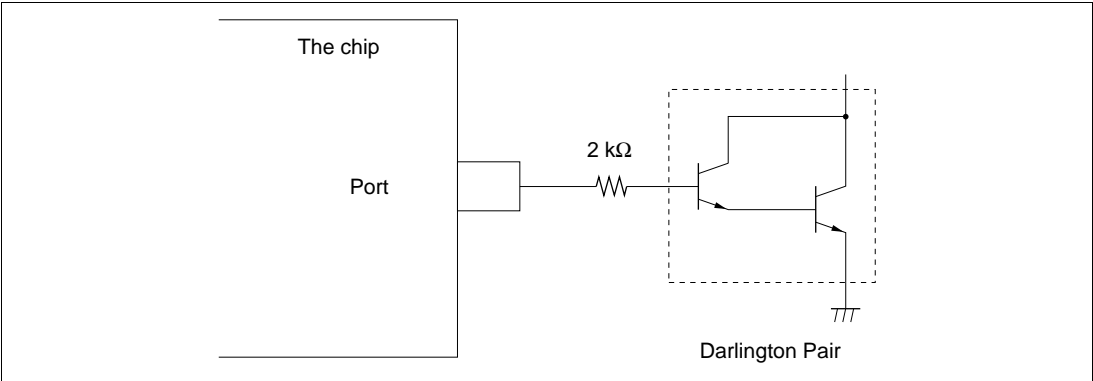 The chip
2 kΩ
Port
Darlington Pair